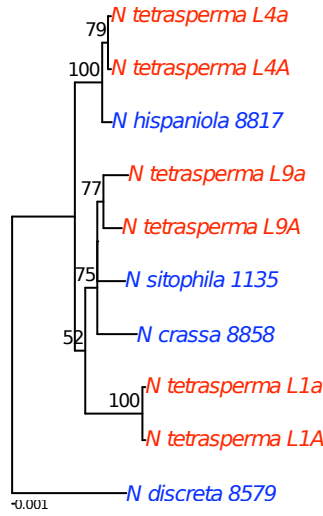 N tetrasperma L4a
79
N tetrasperma L4A
100
N hispaniola 8817
N tetrasperma L9a
77
N tetrasperma L9A
75
N sitophila 1135
N crassa 8858
52
N tetrasperma L1a
100
N tetrasperma L1A
N discreta 8579
0.001